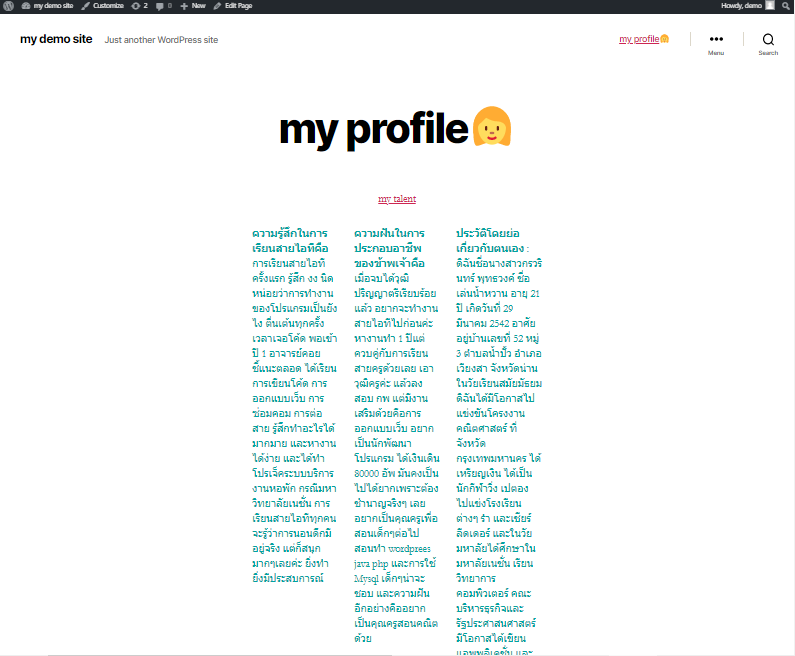 my demo site Customize 2 0 New Edit Page Howdy, demo
my demo site Just another WordPress site
my profile
Menu
Search
my profile
my talent
ความรู้สึกในการ
เรียนสายไอทีคือ
การเรียนสายไอที
ครั้งแรก รู้สึก งง นิด
หน่อยว่าการทำงาน
ของโปรแกรมเป็นยัง
ไง ตื่นเต้นทุกครั้ง
เวลาเจอโค้ด พอเข้า
ปี 1 อาจารย์คอย
ชี้แนะตลอด ได้เรียน
การเขียนโค้ด การ
ออกแบบเว็บ การ
ซ่อมคอม การต่อ
สาย รู้สึกทำอะไรได้
มากมาย และหางาน
ได้ง่าย และได้ทำ
โปรเจ็คระบบบริการ
งานหอพัก กรณีมหา
วิทยาลัยเนชั่น การ
เรียนสายไอทีทุกคน
จะรู้ว่าการนอนดึกมี
อยู่จริง แต่ก็สนุก
มากๆเลยค่ะ ยิ่งทำ
ยิ่งมีประสบการณ์
ความฝันในการ
ประกอบอาชีพ
ของข้าพเจ้าคือ
เมื่อจบได้วุฒิ
ปริญญาตรีเรียบร้อย
แล้ว อยากจะทำงาน
สายไอทีไปก่อนค่ะ
หางานทำ 1 ปีแต่
ควบคู่กับการเรียน
สายครูด้วยเลย เอา
วุฒิครูค่ะ แล้วลง
สอบ กพ แต่มีงาน
เสริมด้วยคือการ
ออกแบบเว็บ อยาก
เป็นนักพัฒนา
โปรแกรม ได้เงินเดิน
80000 อัพ มันคงเป็น
ไปได้ยากเพราะต้อง
ชำนาญจริงๆ เลย
อยากเป็นคุณครูเพื่อ
สอนเด็กๆต่อไป
สอนทำ wordprees
java php และการใช้
Mysql เด็กๆน่าจะ
ชอบ และความฝัน
อีกอย่างคืออยาก
เป็นคุณครูสอนคณิต
ด้วย
ประวัติโดยย่อ
เกี่ยวกับตนเอง :
ดิฉันชื่อนางสาวกรวริ
นทร์ พุทธวงค์ ชื่อ
เล่นน้ำหวาน อายุ 21
ปี เกิดวันที่ 29
มีนาคม 2542 อาศัย
อยู่บ้านเลขที่ 52 หมู่
3 ตำบลน้ำปั้ว อำเภอ
เวียงสา จังหวัดน่าน
ในวัยเรียนสมัยมัธยม
ดิฉันได้มีโอกาสไป
แข่งขันโครงงาน
คณิตศาสตร์ ที่
จังหวัด
กรุงเทพมหานคร ได้
เหรียญเงิน ได้เป็น
นักกีฬาวิ่ง เปตอง
ไปแข่งโรงเรียน
ต่างๆ รำ และเชียร์
ลีดเดอร์ และในวัย
มหาลัยได้ศึกษาใน
มหาลัยเนชั่น เรียน
วิทยาการ
คอมพิวเตอร์ คณะ
บริหารธุรกิจและ
รัฐประศาสนศาสตร์
มีโอกาสได้เขียน
แอพพลิเคชั่น และ